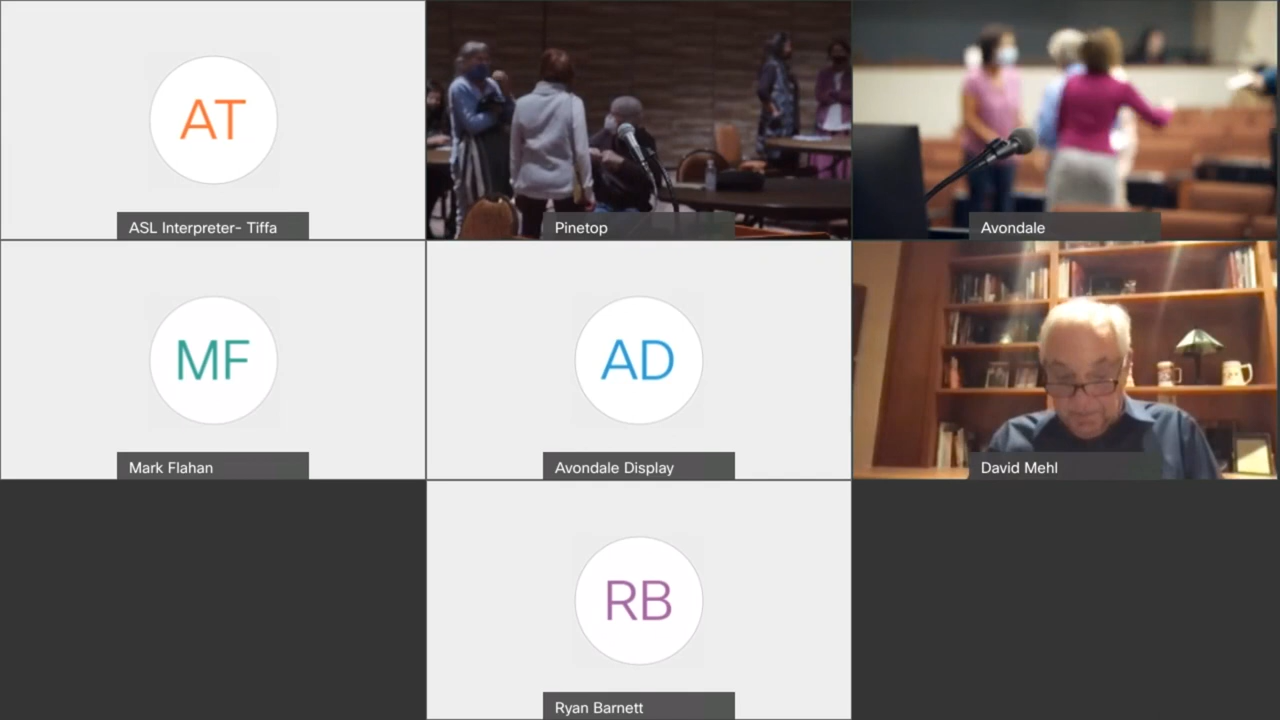 AT
ASL Interpreter- Tiffa
Pinetop
Avondale
MF
Mark Flahan
AD
Avondale Display
David Mehl
RB
Ryan Barnett